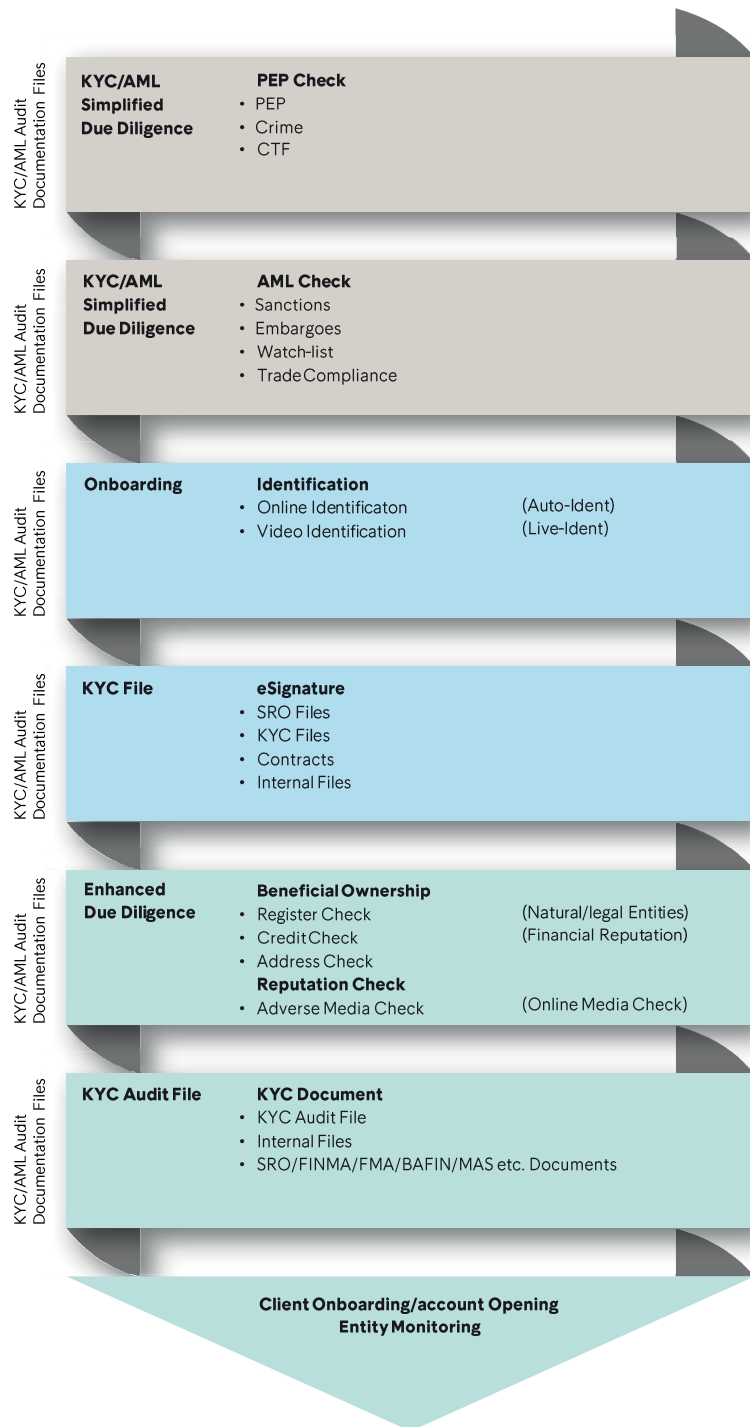 KYC/AML Audit
Documentation Files
KYC/AML
Simplified
Due Diligence
PEP Check
• PEP
• Crime
• CTF
KYC/AML Audit
Documentation Files
KYC/AML
Simplified
Due Diligence
AML Check
• Sanctions
• Embargoes
• Watch-list
• Trade Compliance
KYC/AML Audit
Documentation Files
Onboarding
Identification
• Online Identificaton (Auto-Ident)
• Video Identification (Live-Ident)
KYC/AML Audit
Documentation Files
KYC File
eSignature
• SRO Files
• KYC Files
• Contracts
• Internal Files
KYC/AML Audit
Documentation Files
Enhanced
Due Diligence
Beneficial Ownership
• Register Check (Natural/legal Entities)
• Credit Check (Financial Reputation)
• Address Check
Reputation Check
• Adverse Media Check (Online Media Check)
KYC/AML Audit
Documentation Files
KYC Audit File
KYC Document
• KYC Audit File
• Internal Files
• SRO/FINMA/FMA/BAFIN/MAS etc. Documents
Client Onboarding/account Opening
Entity Monitoring